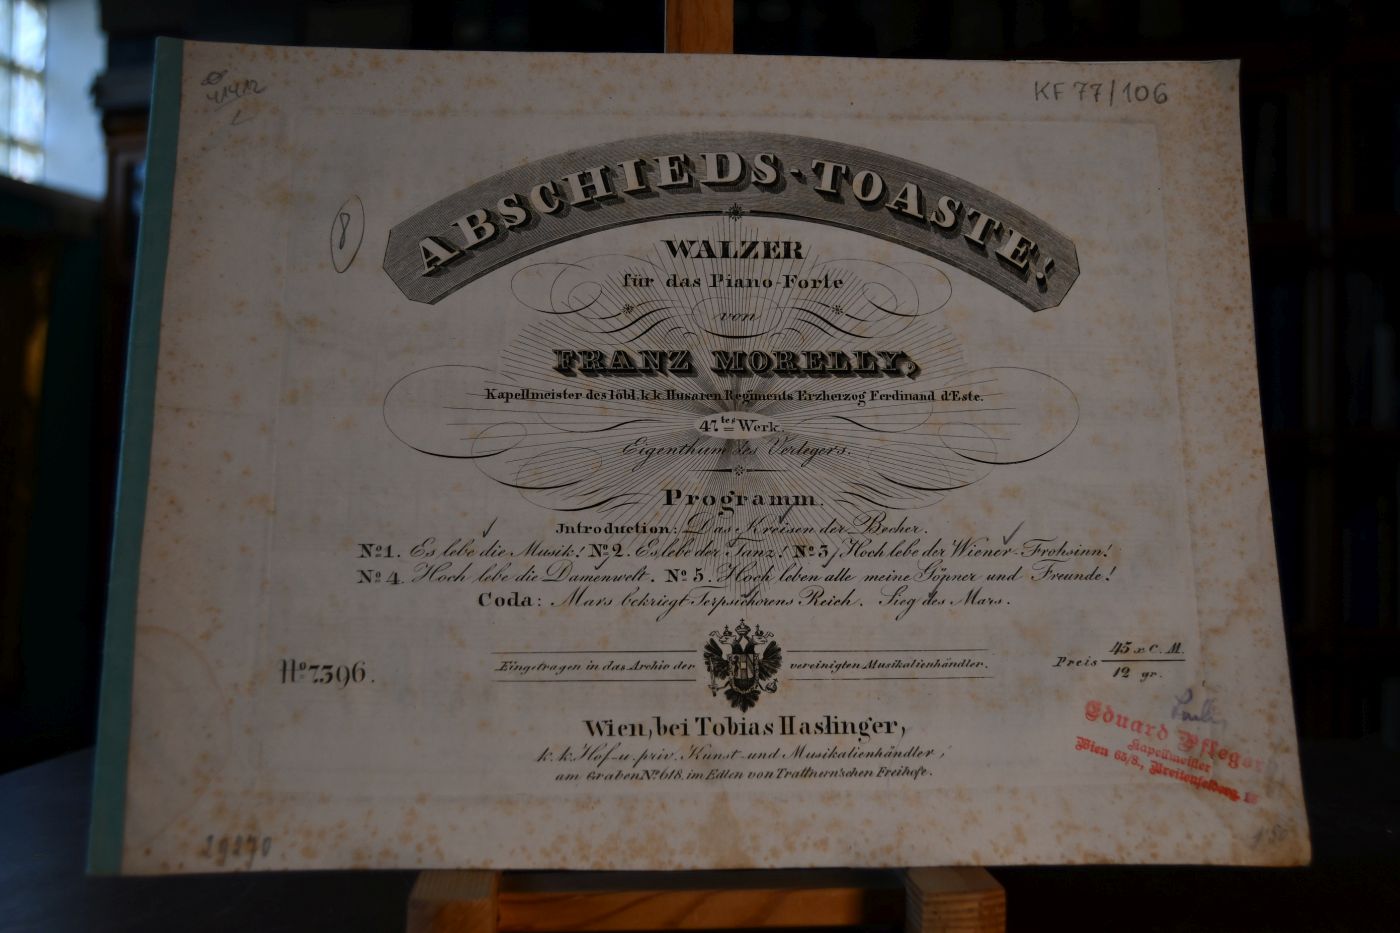 KF 77/106
8
ABSCHIEDS-TOASTE!
WALZER
für das Piano-Forte
von
FRANZ MORELLY,
Kapellmeister des löbl. k.k. Husaren Regiments Erzherzog Ferdinand d'Este.
47.tes Werk.
Eigenthum des Verlegers.
Programm.
Introduction: Das Kreisen der Becher.
No 1. Es lebe die Musik! No 2. Es lebe der Tanz! No 3. Hoch lebe der Wiener-Frohsinn!
No 4. Hoch lebe die Damenwelt. No 5. Hoch leben alle meine Göpner und Freunde!
Coda: Mars bekriegt Terpsichorens Reich. Sieg des Mars.
No 7396.
Eingetragen in das Archiv der vereinigten Musikalienhändler.
Preis 45 x C. M.
12 gr.
Wien, bei Tobias Haslinger,
k. k. Hof- u. priv. Kunst- und Musikalienhändler,
am Graben No 618, im Edlen von Trattnern'schen Freihofe.
Eduard Pfleger
Kapellmeister
Wien 65/8., Breitenfelderg.